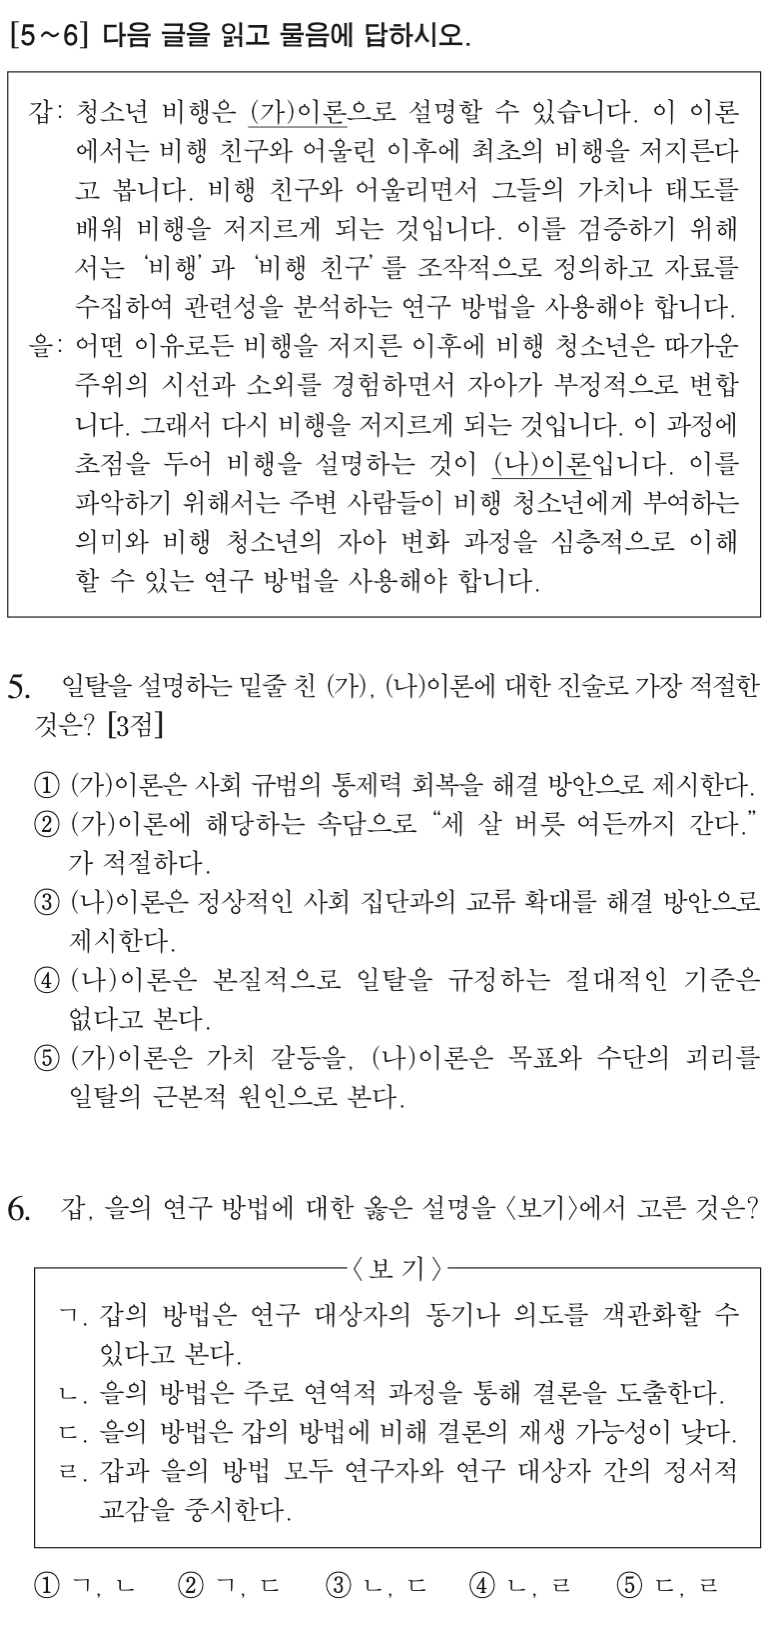 [5～6] 다음 글을 읽고 물음에 답하시오.
갑: 청소년 비행은 (가)이론으로 설명할 수 있습니다. 이 이론
에서는 비행 친구와 어울린 이후에 최초의 비행을 저지른다
고 봅니다. 비행 친구와 어울리면서 그들의 가치나 태도를
배워 비행을 저지르게 되는 것입니다. 이를 검증하기 위해
서는 ‘비행’과 ‘비행 친구’를 조작적으로 정의하고 자료를
수집하여 관련성을 분석하는 연구 방법을 사용해야 합니다.
을: 어떤 이유로든 비행을 저지른 이후에 비행 청소년은 따가운
주위의 시선과 소외를 경험하면서 자아가 부정적으로 변합
니다. 그래서 다시 비행을 저지르게 되는 것입니다. 이 과정에
초점을 두어 비행을 설명하는 것이 (나)이론입니다. 이를
파악하기 위해서는 주변 사람들이 비행 청소년에게 부여하는
의미와 비행 청소년의 자아 변화 과정을 심층적으로 이해
할 수 있는 연구 방법을 사용해야 합니다.
5. 일탈을 설명하는 밑줄 친 (가), (나)이론에 대한 진술로 가장 적절한
것은? [3점]
① (가)이론은 사회 규범의 통제력 회복을 해결 방안으로 제시한다.
② (가)이론에 해당하는 속담으로 “세 살 버릇 여든까지 간다.”
가 적절하다.
③ (나)이론은 정상적인 사회 집단과의 교류 확대를 해결 방안으로
제시한다.
④ (나)이론은 본질적으로 일탈을 규정하는 절대적인 기준은
없다고 본다.
⑤ (가)이론은 가치 갈등을, (나)이론은 목표와 수단의 괴리를
일탈의 근본적 원인으로 본다.
6. 갑, 을의 연구 방법에 대한 옳은 설명을 〈보기〉에서 고른 것은?
〈보 기〉
ㄱ. 갑의 방법은 연구 대상자의 동기나 의도를 객관화할 수
있다고 본다.
ㄴ. 을의 방법은 주로 연역적 과정을 통해 결론을 도출한다.
ㄷ. 을의 방법은 갑의 방법에 비해 결론의 재생 가능성이 낮다.
ㄹ. 갑과 을의 방법 모두 연구자와 연구 대상자 간의 정서적
교감을 중시한다.
① ㄱ, ㄴ ② ㄱ, ㄷ ③ ㄴ, ㄷ ④ ㄴ, ㄹ ⑤ ㄷ, ㄹ